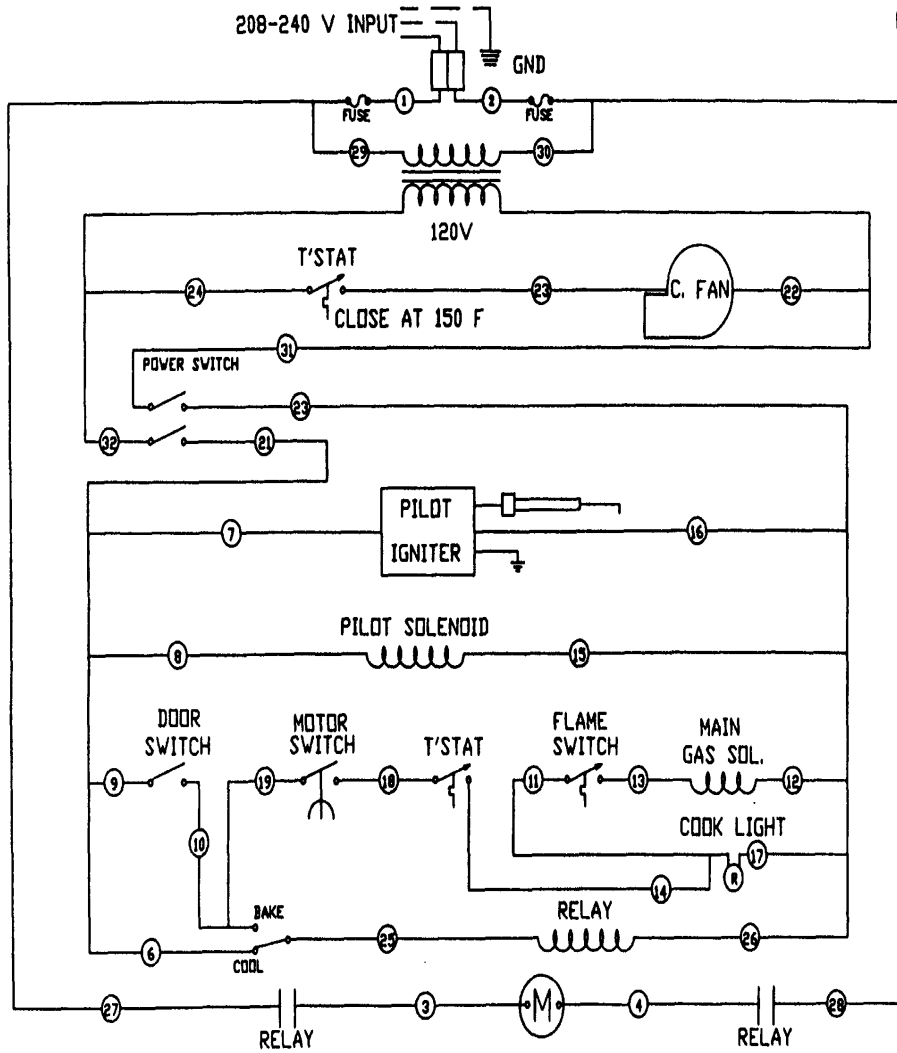 208-240 V INPUT
GND
1
2
FUSE
FUSE
29
30
120V
T'STAT
24
23
C. FAN
22
CLOSE AT 150 F
31
POWER SWITCH
23
32
21
PILOT
IGNITER
7
16
PILOT SOLENOID
8
15
DOOR
SWITCH
MOTOR
SWITCH
T'STAT
FLAME
SWITCH
MAIN
GAS SOL.
9
19
18
11
13
12
COOK LIGHT
10
17
R
14
BAKE
RELAY
6
25
26
COOL
27
3
M
4
28
RELAY
RELAY